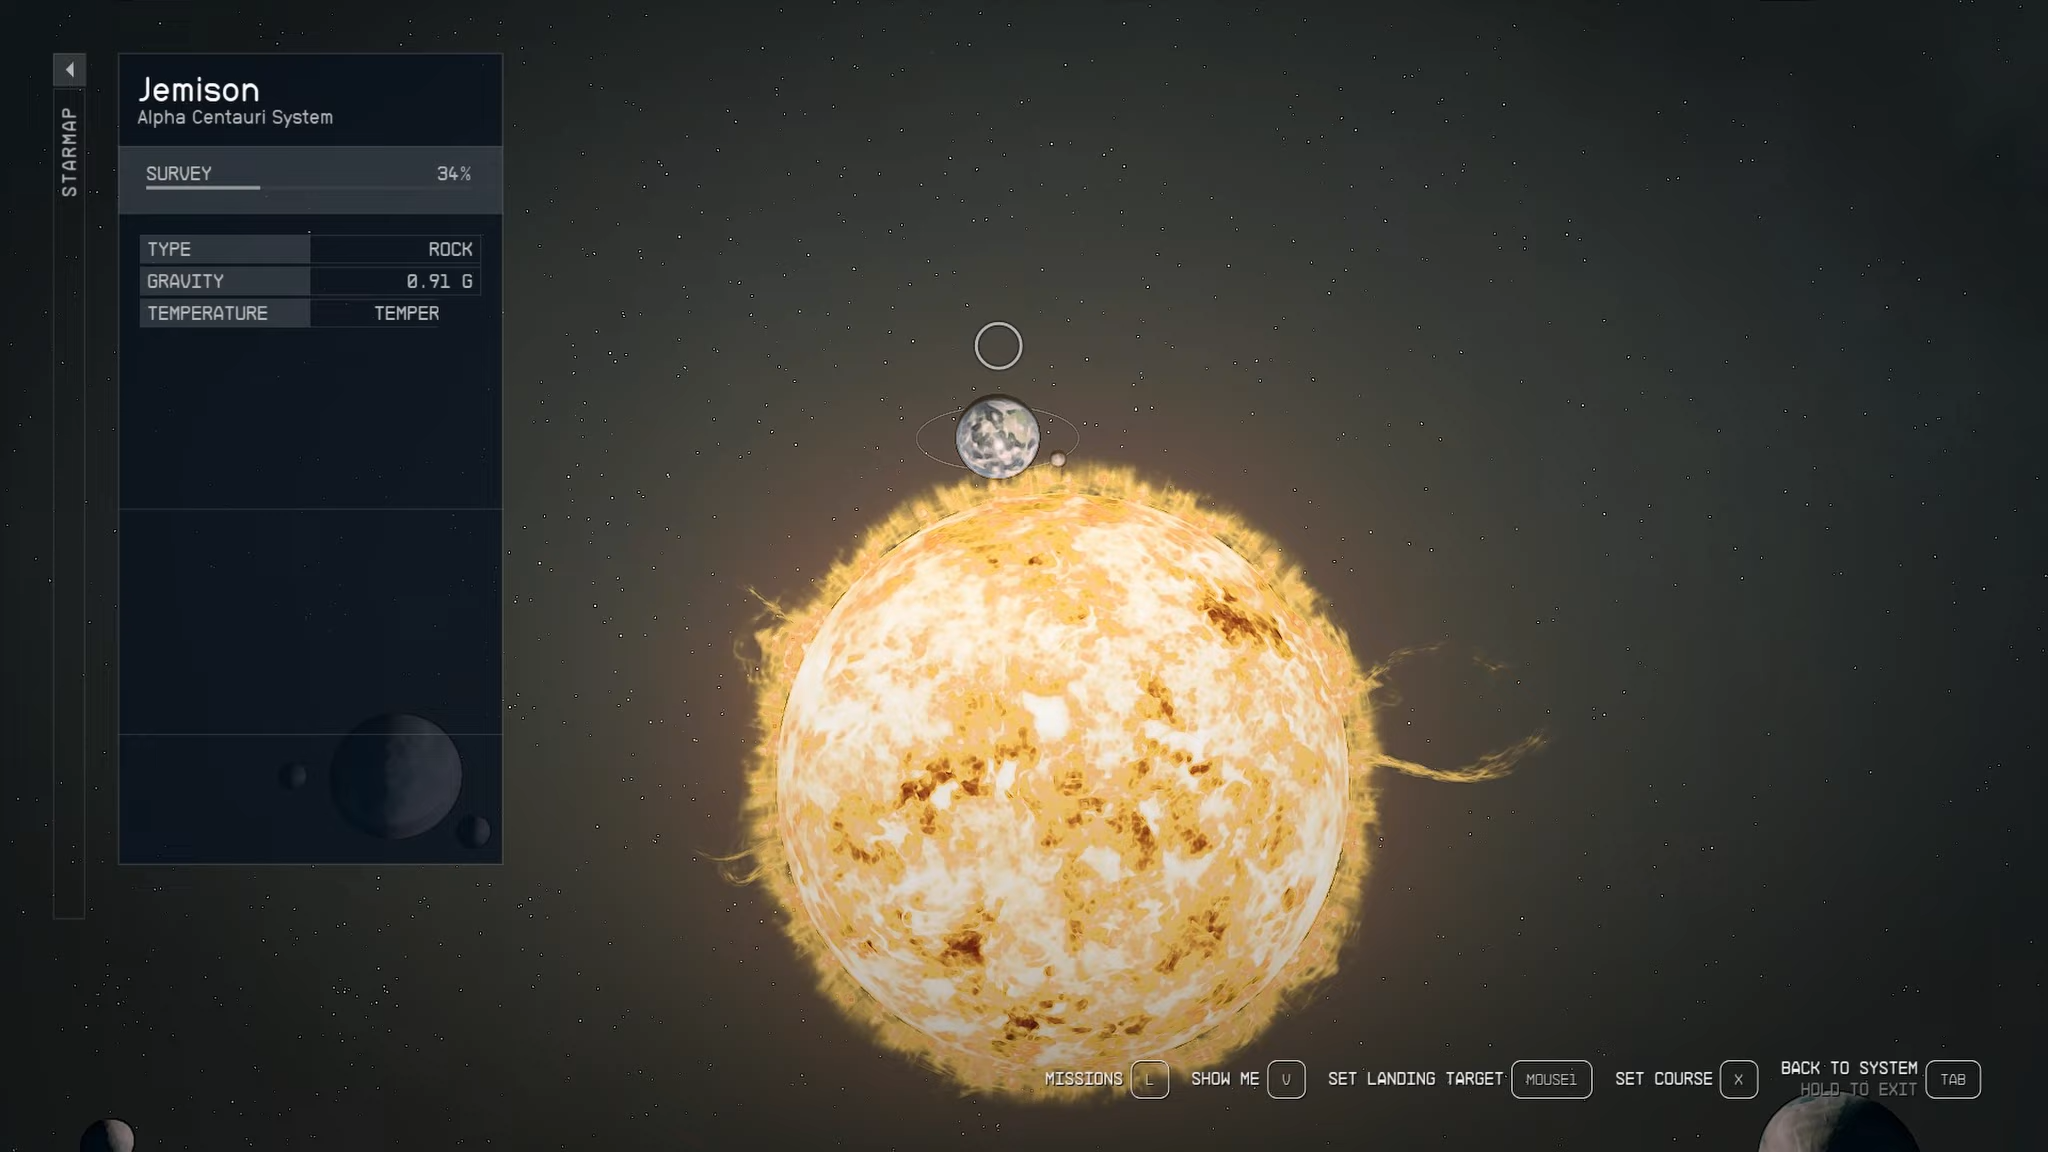 STARMAP
Jemison
Alpha Centauri System
SURVEY 34%
TYPE ROCK
GRAVITY 0.91 G
TEMPERATURE TEMPER
MISSIONS L SHOW ME V SET LANDING TARGET MOUSE1 SET COURSE X BACK TO SYSTEM TAB
HOLD TO EXIT